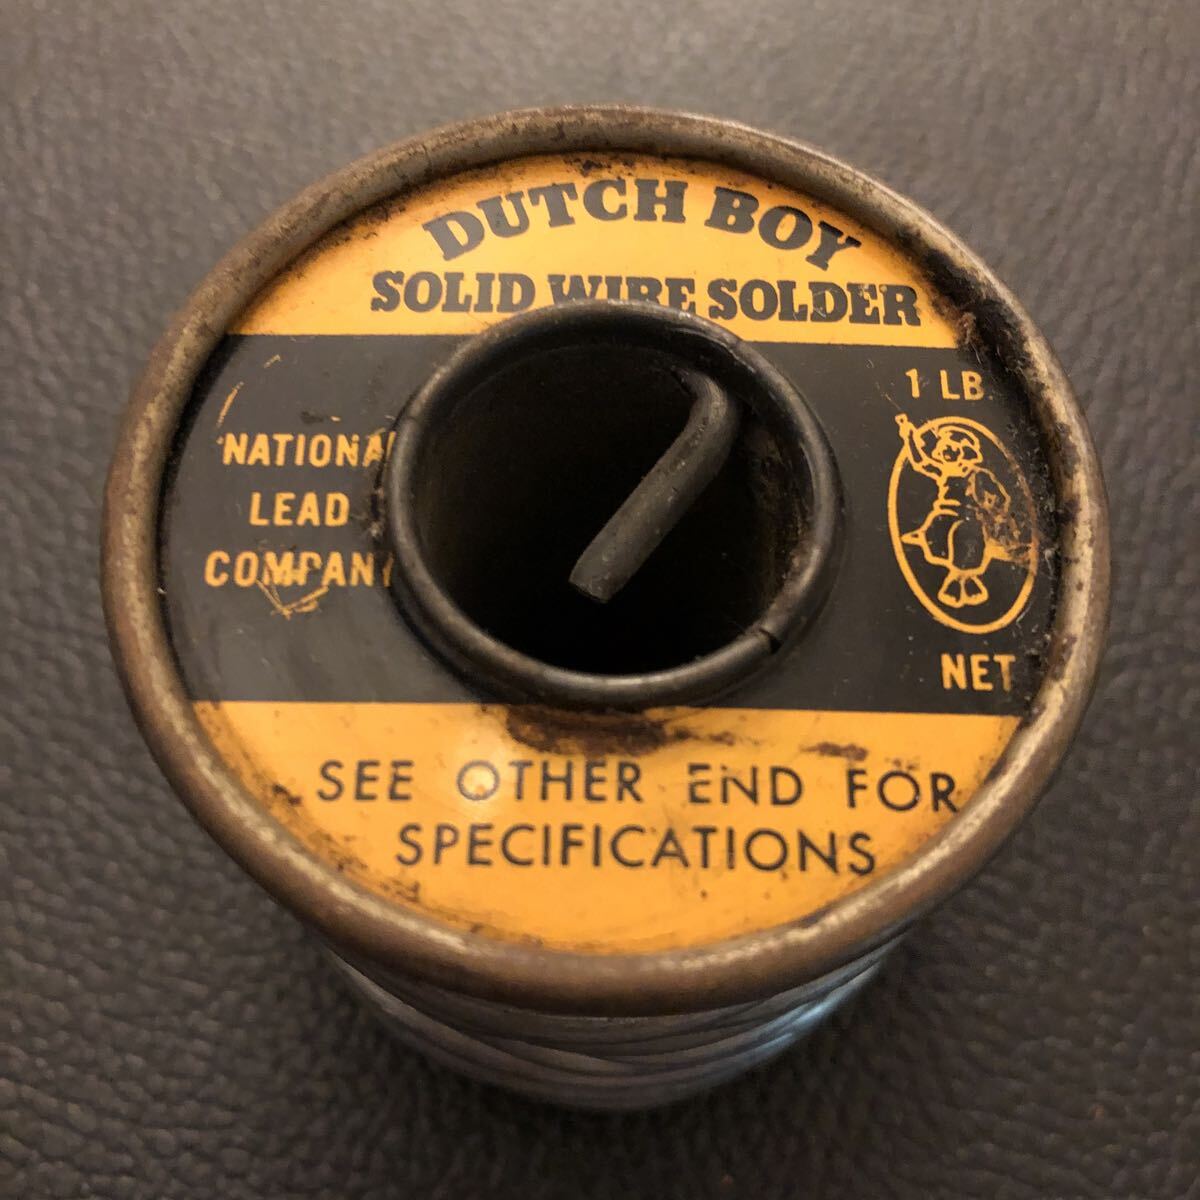 DUTCH BOY
SOLID WIRE SOLDER
NATIONAL
LEAD
COMPANY
1 LB.
NET
SEE OTHER END FOR
SPECIFICATIONS